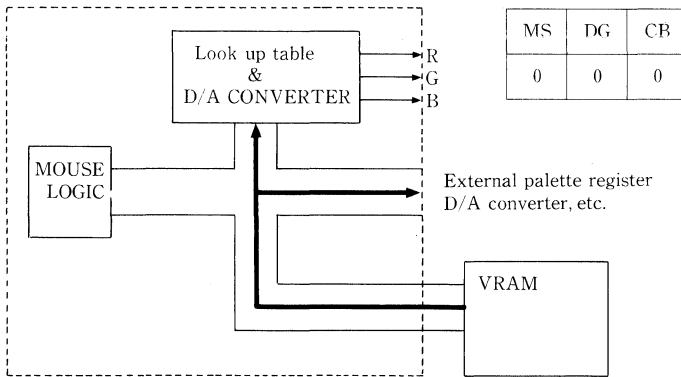 Look up table
&
D/A CONVERTER
R
G
B
MS DG CB
0 0 0
MOUSE
LOGIC
External palette register
D/A converter, etc.
VRAM